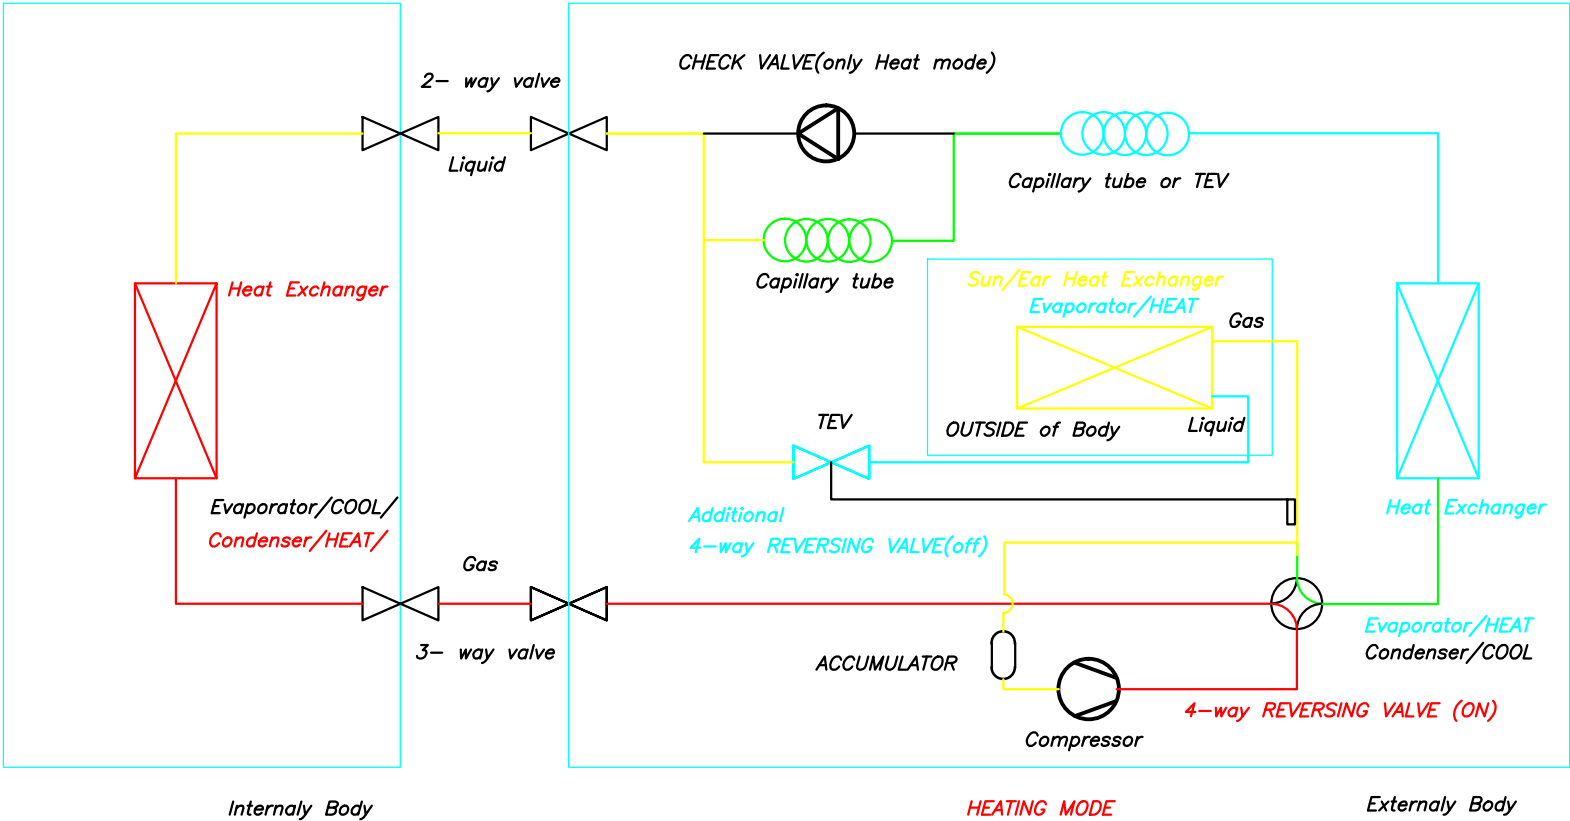 CHECK VALVE(only Heat mode)
2- way valve
Liquid
Capillary tube or TEV
Capillary tube
Sun/Ear Heat Exchanger
Evaporator/HEAT
Gas
Heat Exchanger
OUTSIDE of Body
Liquid
TEV
Evaporator/COOL/
Condenser/HEAT/
Additional
4-way REVERSING VALVE(off)
Heat Exchanger
Gas
3- way valve
Evaporator/HEAT
Condenser/COOL
ACCUMULATOR
4-way REVERSING VALVE (ON)
Compressor
Internaly Body
HEATING MODE
Externaly Body